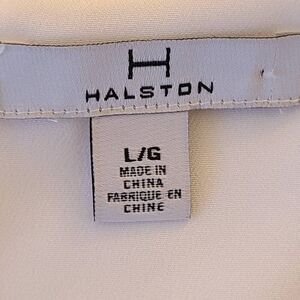 H
HALSTON
L/G
MADE IN
CHINA
FABRIQUE EN
CHINE